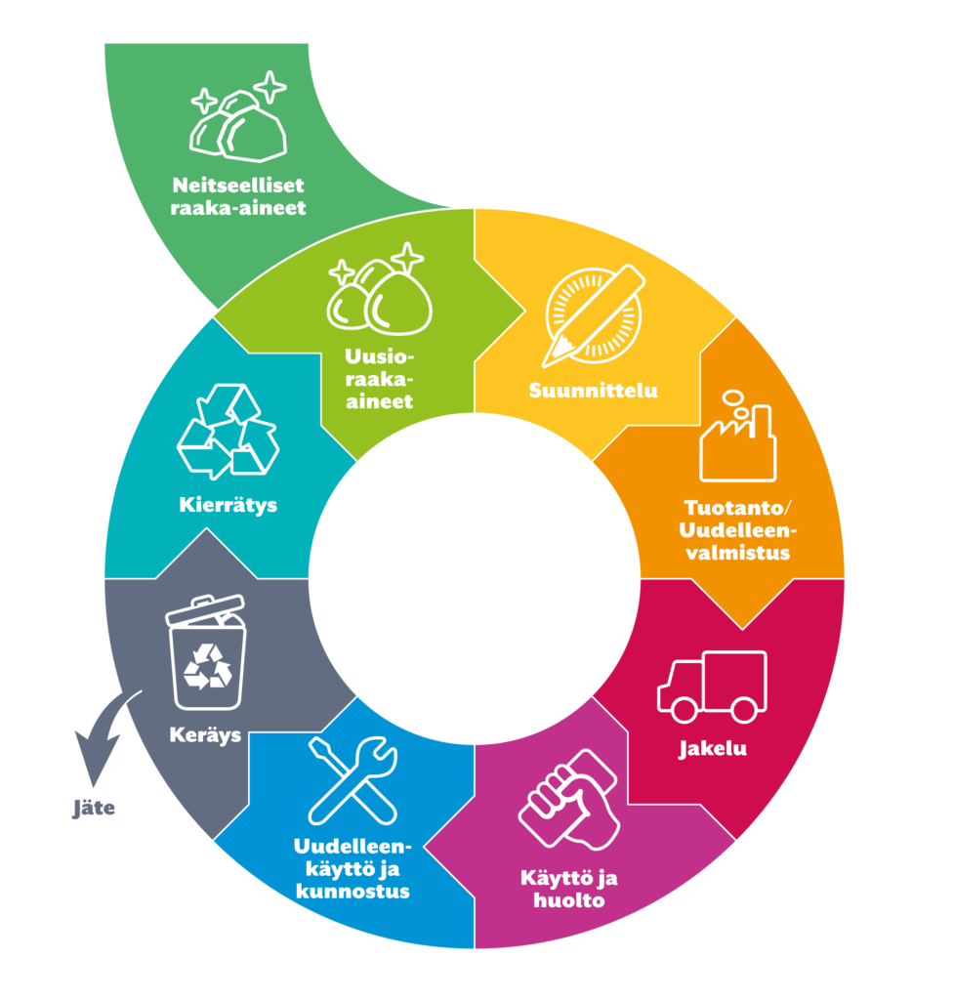 Neitseelliset
raaka-aineet
Uusio-
raaka-
aineet
Suunnittelu
Tuotanto/
Uudelleen-
valmistus
Jakelu
Käyttö ja
huolto
Uudelleen-
käyttö ja
kunnostus
Keräys
Jäte
Kierrätys